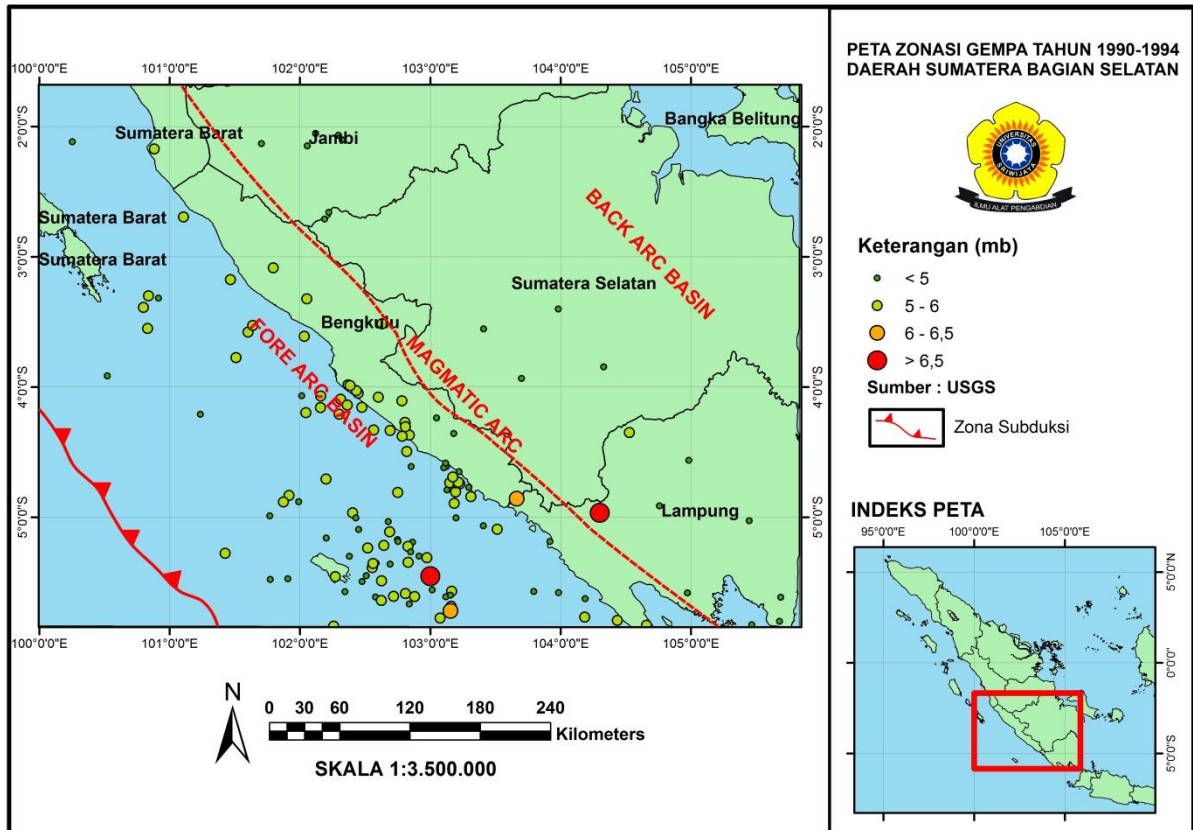 100°0'0"E 101°0'0"E 102°0'0"E 103°0'0"E 104°0'0"E 105°0'0"E
2°0'0"S
3°0'0"S
4°0'0"S
5°0'0"S
Sumatera Barat
Jambi
Bangka Belitung
Sumatera Barat
Sumatera Barat
Sumatera Selatan
Bengkulu
Lampung
BACK ARC BASIN
MAGMATIC ARC
FORE ARC BASIN
2°0'0"S
3°0'0"S
4°0'0"S
5°0'0"S
100°0'0"E 101°0'0"E 102°0'0"E 103°0'0"E 104°0'0"E 105°0'0"E
N
0 30 60 120 180 240
Kilometers
SKALA 1:3.500.000
PETA ZONASI GEMPA TAHUN 1990-1994
DAERAH SUMATERA BAGIAN SELATAN
UNIVERSITAS
SRIWIJAYA
ILMU ALAT PENGABDIAN
Keterangan (mb)
< 5
5 - 6
6 - 6,5
> 6,5
Sumber : USGS
Zona Subduksi
INDEKS PETA
95°0'0"E 100°0'0"E 105°0'0"E
5°0'0"N
0°0'0"
5°0'0"S